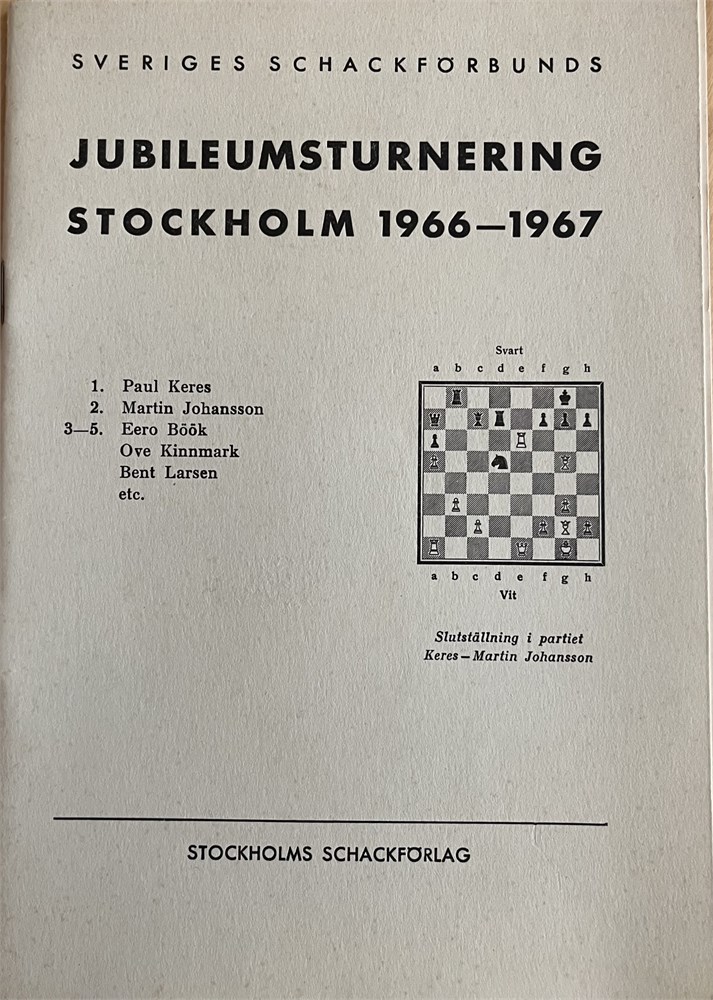 SVERIGES SCHACKFÖRBUNDS
JUBILEUMSTURNERING
STOCKHOLM 1966—1967
1. Paul Keres
2. Martin Johansson
3—5. Eero Böök
Ove Kinnmark
Bent Larsen
etc.
Svart
a b c d e f g h
a b c d e f g h
Vit
Slutställning i partiet
Keres – Martin Johansson
STOCKHOLMS SCHACKFÖRLAG